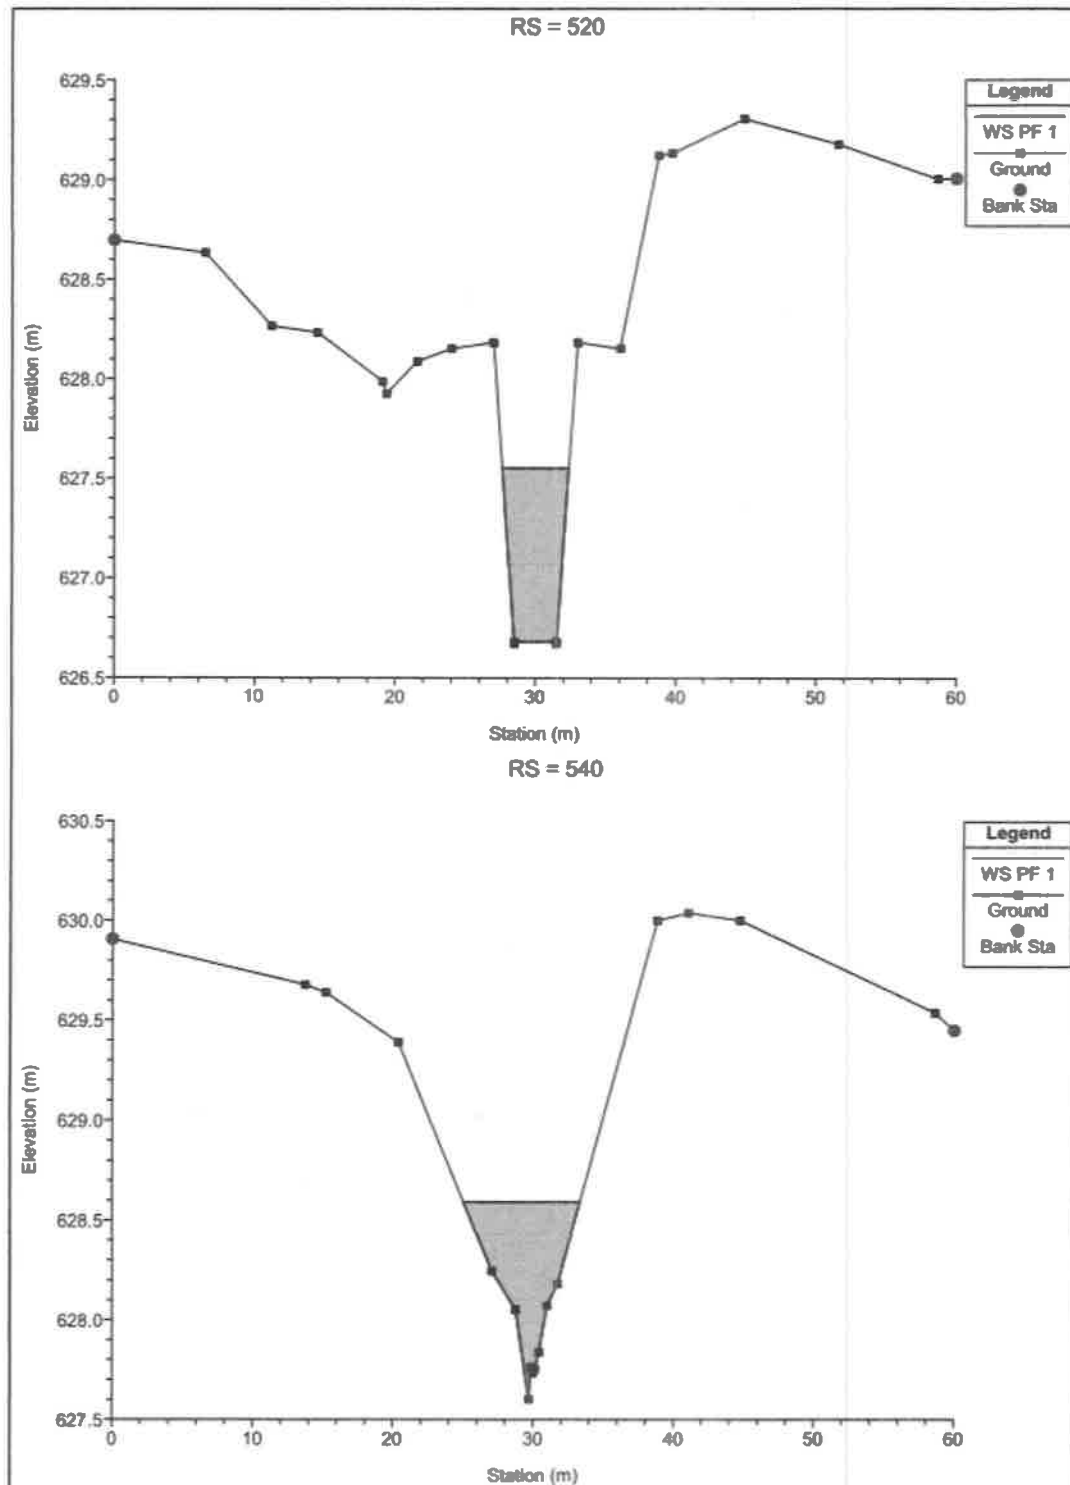 RS = 520
629.5
629.0
628.5
628.0
627.5
627.0
626.5
Elevation (m)
0 10 20 30 40 50 60
Station (m)
Legend
WS PF 1
Ground
Bank Sta
RS = 540
630.5
630.0
629.5
629.0
628.5
628.0
627.5
Elevation (m)
0 10 20 30 40 50 60
Station (m)
Legend
WS PF 1
Ground
Bank Sta